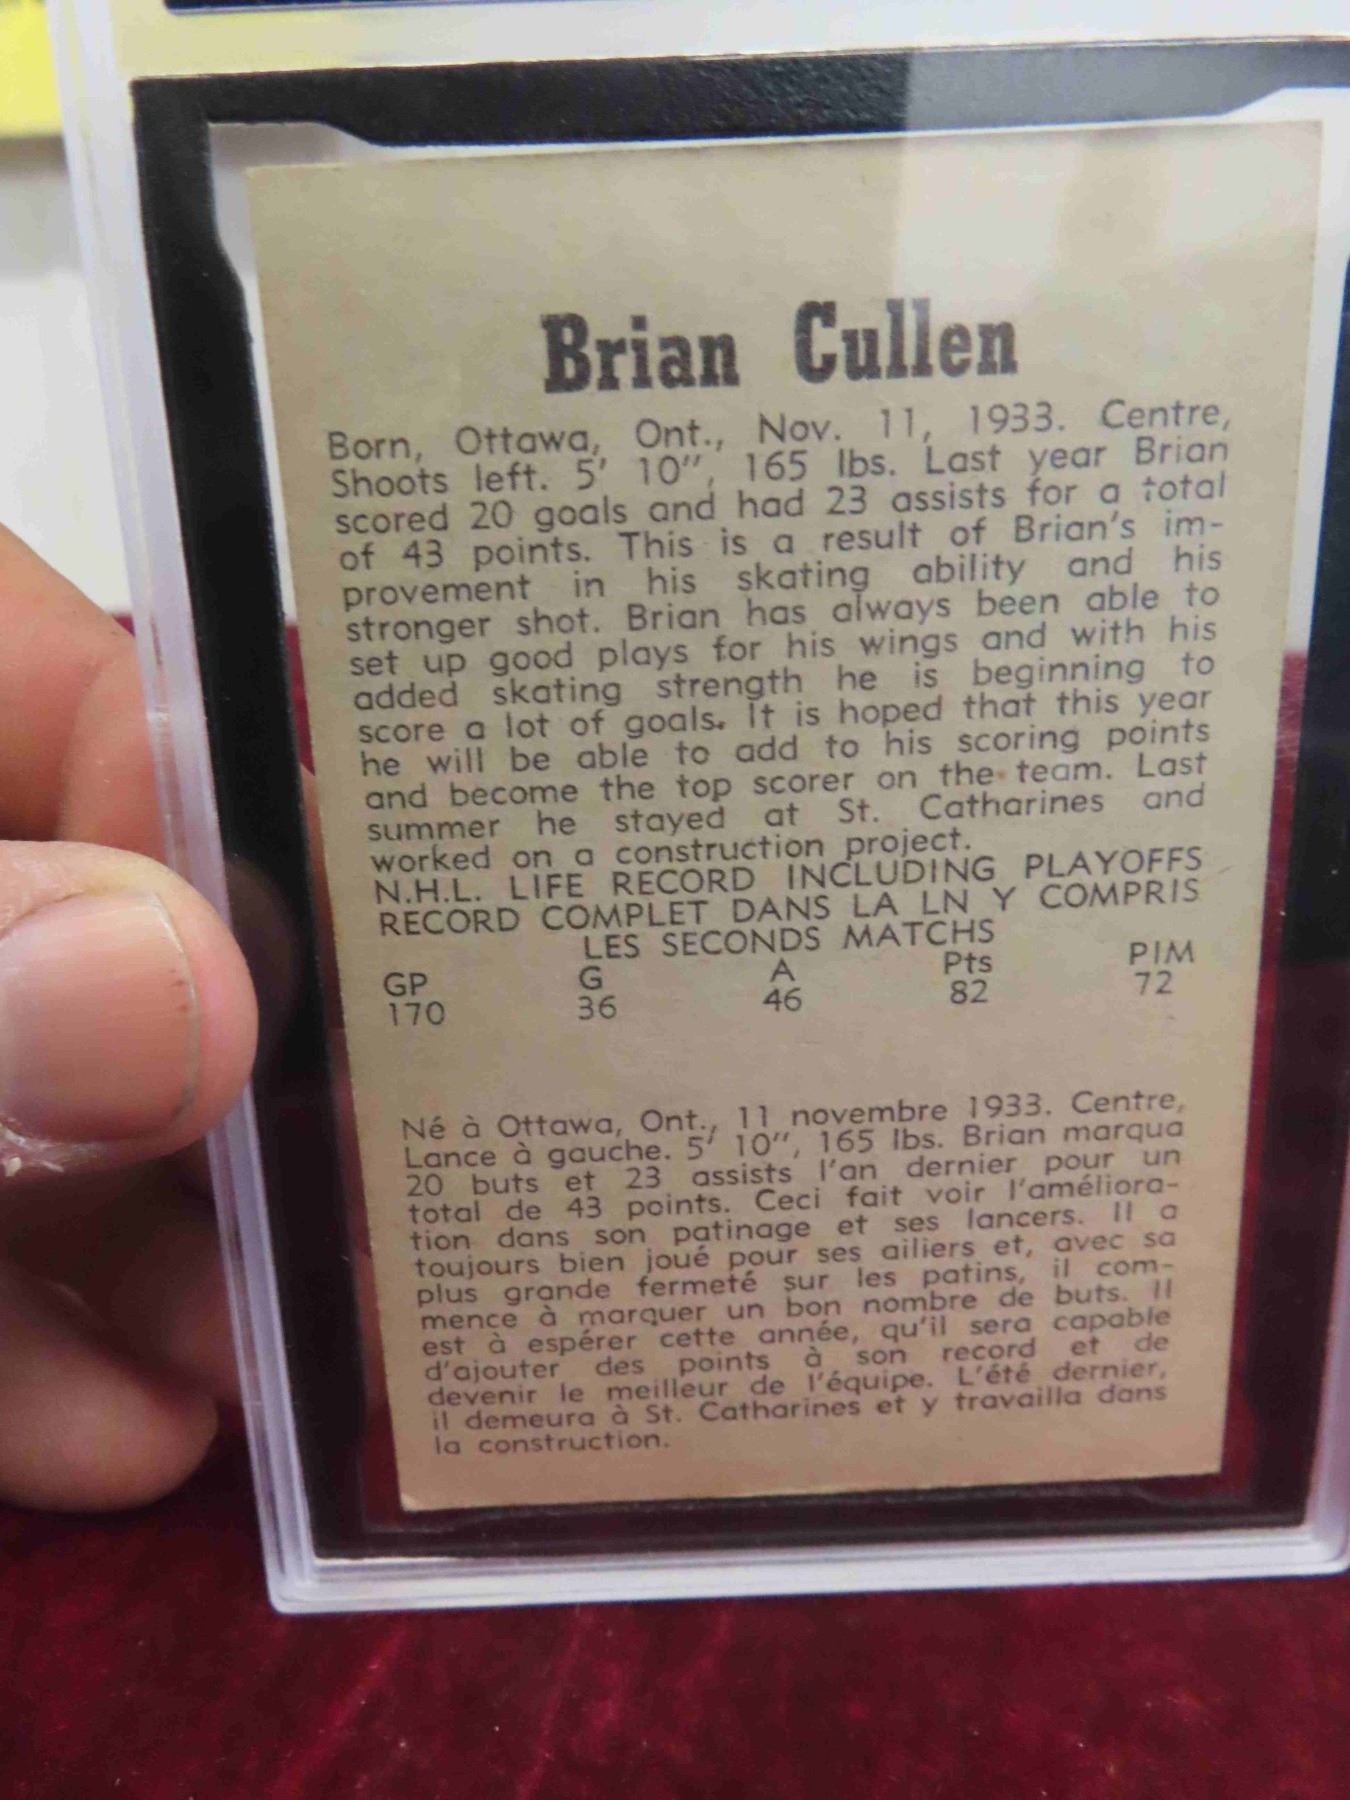 Brian Cullen
Born, Ottawa, Ont., Nov. 11, 1933. Centre,
Shoots left. 5' 10", 165 lbs. Last year Brian
scored 20 goals and had 23 assists for a total
of 43 points. This is a result of Brian's im-
provement in his skating ability and his
stronger shot. Brian has always been able to
set up good plays for his wings and with his
added skating strength he is beginning to
score a lot of goals. It is hoped that this year
he will be able to add to his scoring points
and become the top scorer on the team. Last
summer he stayed at St. Catharines and
worked on a construction project.
N.H.L. LIFE RECORD INCLUDING PLAYOFFS
RECORD COMPLET DANS LA LN Y COMPRIS
LES SECONDS MATCHS
GP G A Pts PIM
170 36 46 82 72
Né à Ottawa, Ont., 11 novembre 1933. Centre,
Lance à gauche. 5' 10", 165 lbs. Brian marqua
20 buts et 23 assists l'an dernier pour un
total de 43 points. Ceci fait voir l'améliora-
tion dans son patinage et ses lancers. Il a
toujours bien joué pour ses ailiers et, avec sa
plus grande fermeté sur les patins, il com-
mence à marquer un bon nombre de buts. Il
est à espérer cette année, qu'il sera capable
d'ajouter des points à son record et de
devenir le meilleur de l'équipe. L'été dernier,
il demeura à St. Catharines et y travailla dans
la construction.